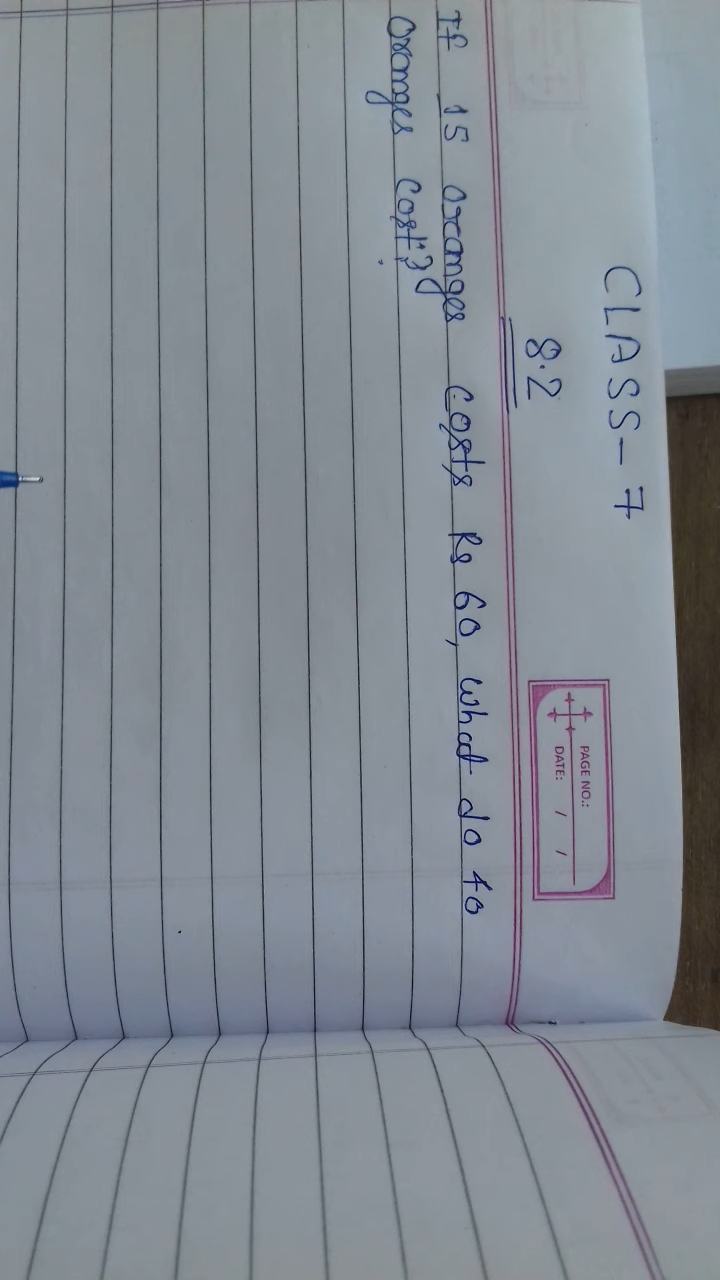 CLASS-7
8.2
PAGE NO.:
DATE: / /
If 15 oranges costs Rs 60, what do 40
oranges cost?